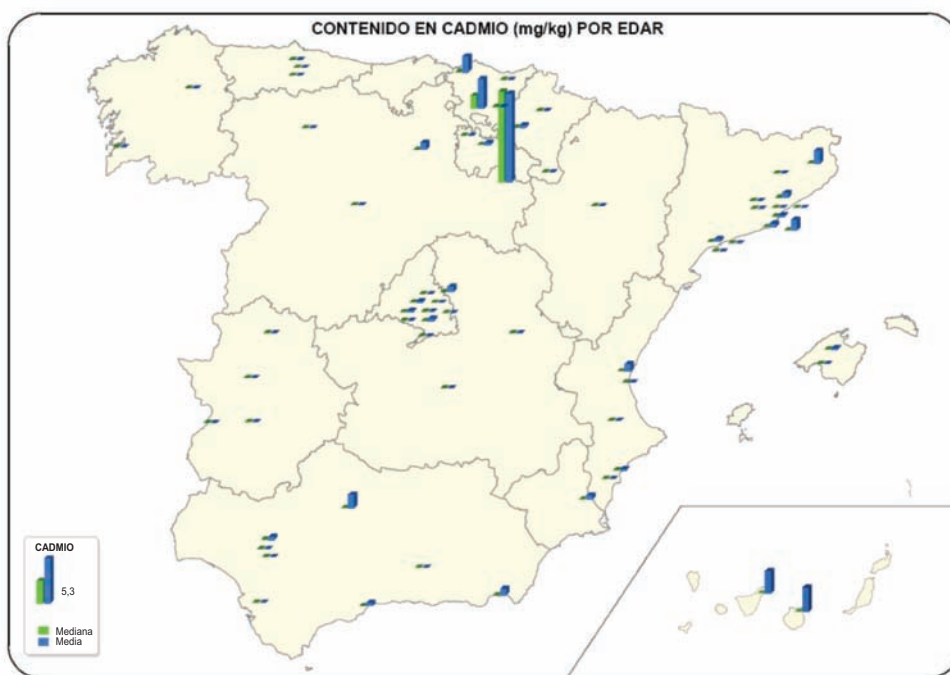 CONTENIDO EN CADMIO (mg/kg) POR EDAR
CADMIO
5,3
Mediana
Media